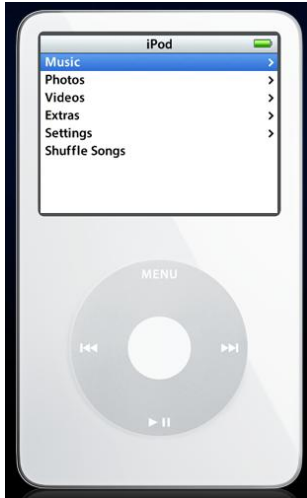 iPod
Music
Photos
Videos
Extras
Settings
Shuffle Songs
MENU